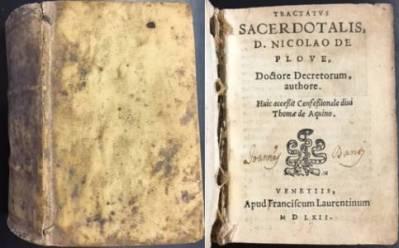 TRACTATVS
SACERDOTALIS,
D. NICOLAO DE
PLOVE,
Doctore Decretorum,
authore.
Huic accessit Confessionale diui
Thomæ de Aquino.
VENETIIS,
Apud Franciscum Laurentinum
M D LXII.